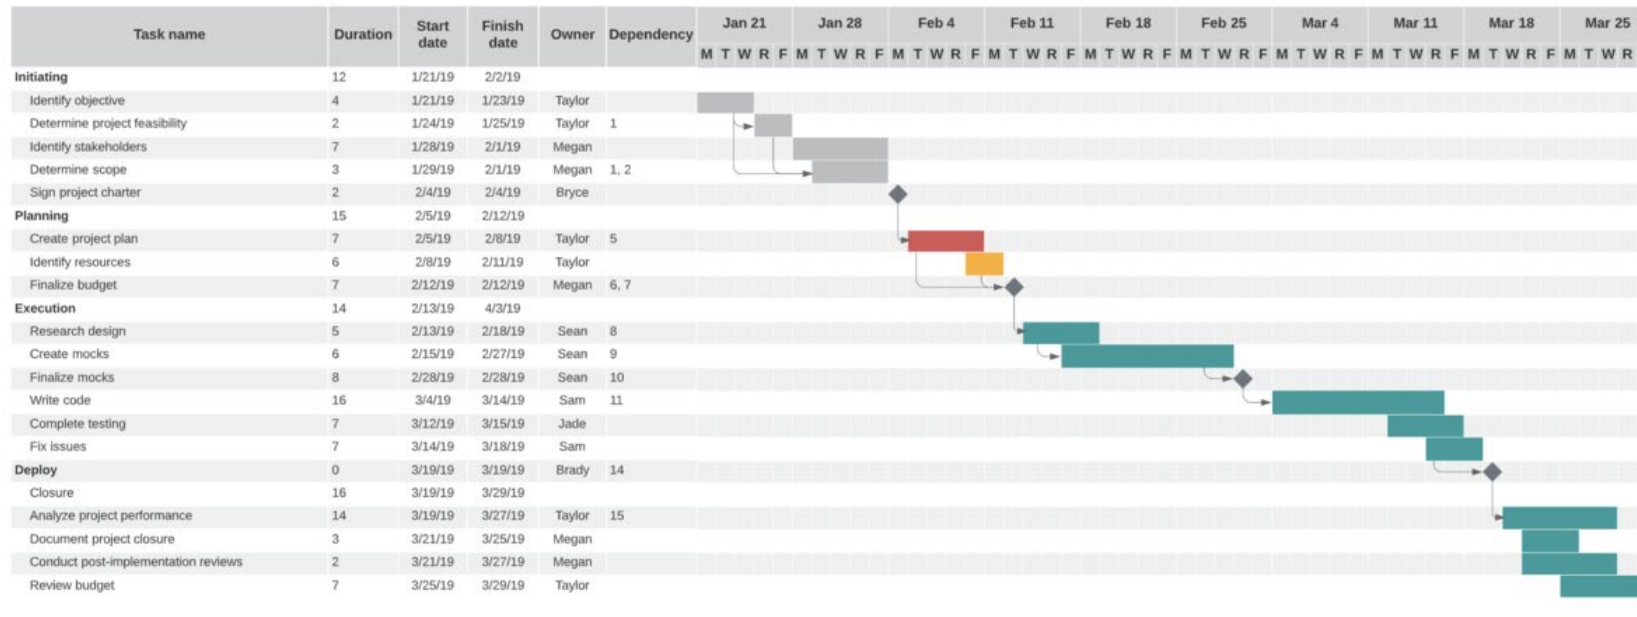 Task name Duration Start date Finish date Owner Dependency Jan 21 Jan 28 Feb 4 Feb 11 Feb 18 Feb 25 Mar 4 Mar 11 Mar 18 Mar 25
M T W R F M T W R F M T W R F M T W R F M T W R F M T W R F M T W R F M T W R F M T W R F M T W R
Initiating 12 1/21/19 2/2/19
Identify objective 4 1/21/19 1/23/19 Taylor
Determine project feasibility 2 1/24/19 1/25/19 Taylor 1
Identify stakeholders 7 1/28/19 2/1/19 Megan
Determine scope 3 1/29/19 2/1/19 Megan 1, 2
Sign project charter 2 2/4/19 2/4/19 Bryce
Planning 15 2/5/19 2/12/19
Create project plan 7 2/5/19 2/8/19 Taylor 5
Identify resources 6 2/8/19 2/11/19 Taylor
Finalize budget 7 2/12/19 2/12/19 Megan 6, 7
Execution 14 2/13/19 4/3/19
Research design 5 2/13/19 2/18/19 Sean 8
Create mocks 6 2/15/19 2/27/19 Sean 9
Finalize mocks 8 2/28/19 2/28/19 Sean 10
Write code 16 3/4/19 3/14/19 Sam 11
Complete testing 7 3/12/19 3/15/19 Jade
Fix issues 7 3/14/19 3/18/19 Sam
Deploy 0 3/19/19 3/19/19 Brady 14
Closure 16 3/19/19 3/29/19
Analyze project performance 14 3/19/19 3/27/19 Taylor 15
Document project closure 3 3/21/19 3/25/19 Megan
Conduct post-implementation reviews 2 3/21/19 3/27/19 Megan
Review budget 7 3/25/19 3/29/19 Taylor